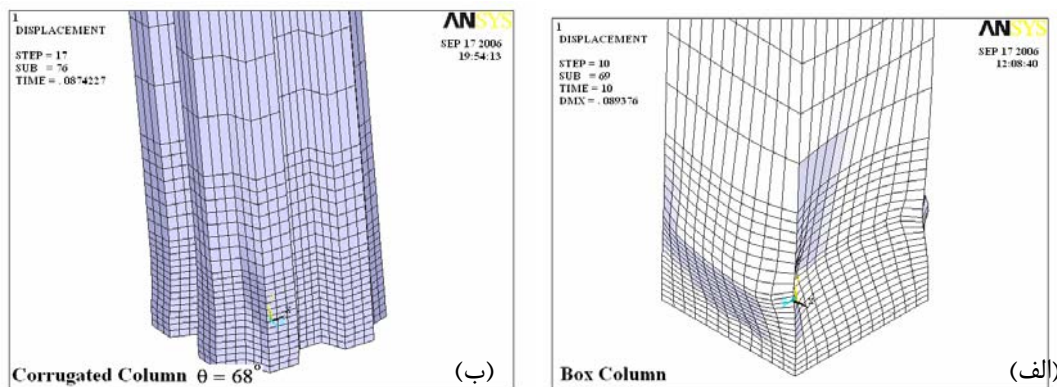 1
DISPLACEMENT
STEP = 17
SUB = 76
TIME = .0874227
ANSYS
SEP 17 2006
19:54:13
Corrugated Column θ = 68°
(ب)
1
DISPLACEMENT
STEP = 10
SUB = 69
TIME = 10
DMX = .089376
ANSYS
SEP 17 2006
12:08:40
Box Column
(الف)